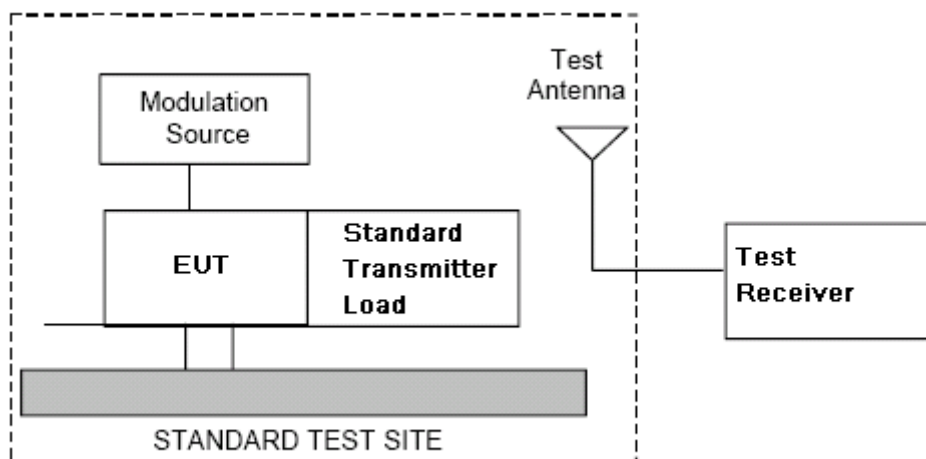 Modulation
Source
Test
Antenna
EUT
Standard
Transmitter
Load
Test
Receiver
STANDARD TEST SITE